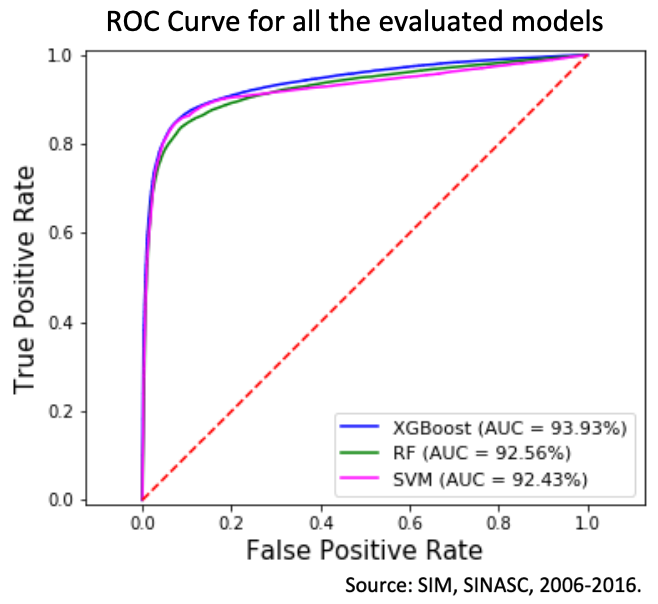 ROC Curve for all the evaluated models
1.0
0.8
0.6
0.4
0.2
0.0
True Positive Rate
XGBoost (AUC = 93.93%)
RF (AUC = 92.56%)
SVM (AUC = 92.43%)
0.0 0.2 0.4 0.6 0.8 1.0
False Positive Rate
Source: SIM, SINASC, 2006-2016.